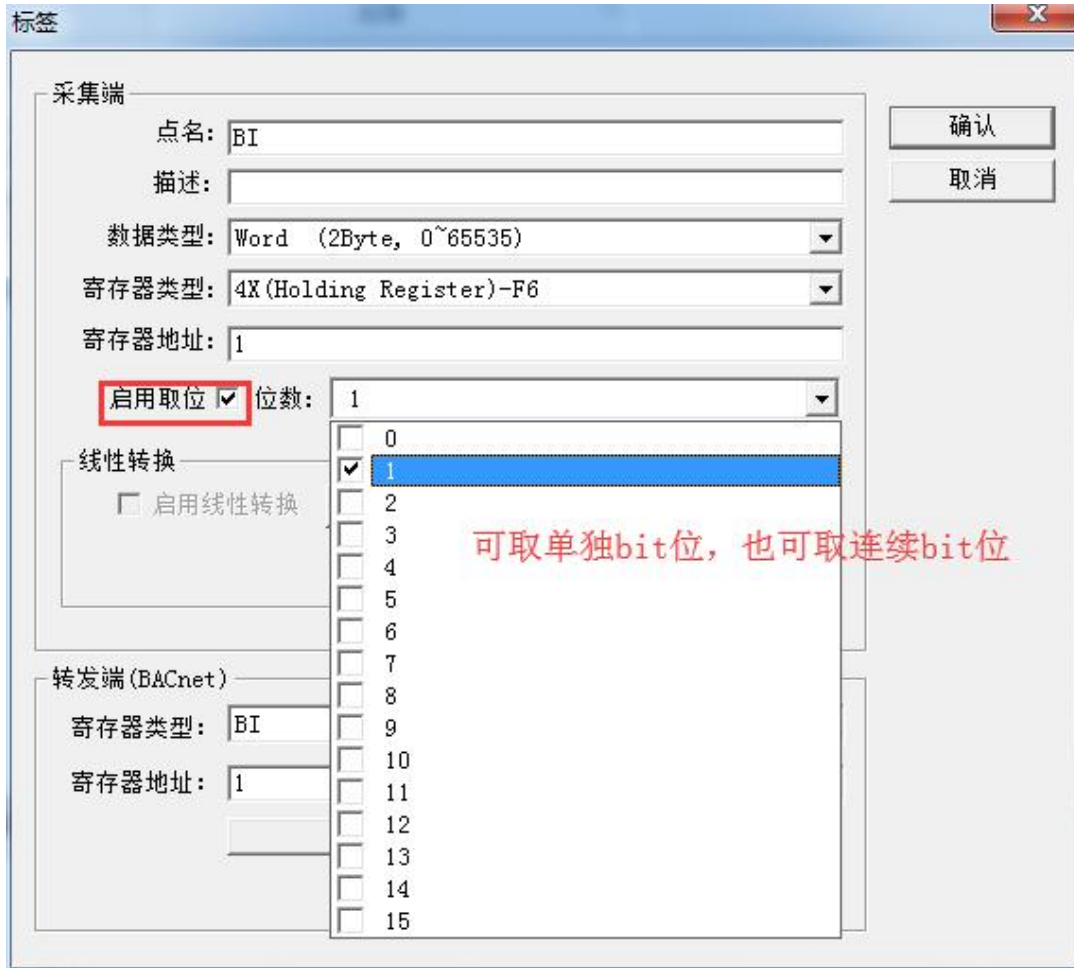 标签
采集端
点名: BI
描述:
数据类型: Word (2Byte, 0~65535)
寄存器类型: 4X(Holding Register)-F6
寄存器地址: 1
启用取位 位数: 1
0
线性转换
1
启用线性转换
2
3
可取单独bit位，也可取连续bit位
4
5
6
7
转发端(BACnet)
8
寄存器类型: BI
9
10
寄存器地址: 1
11
12
13
14
15
确认
取消